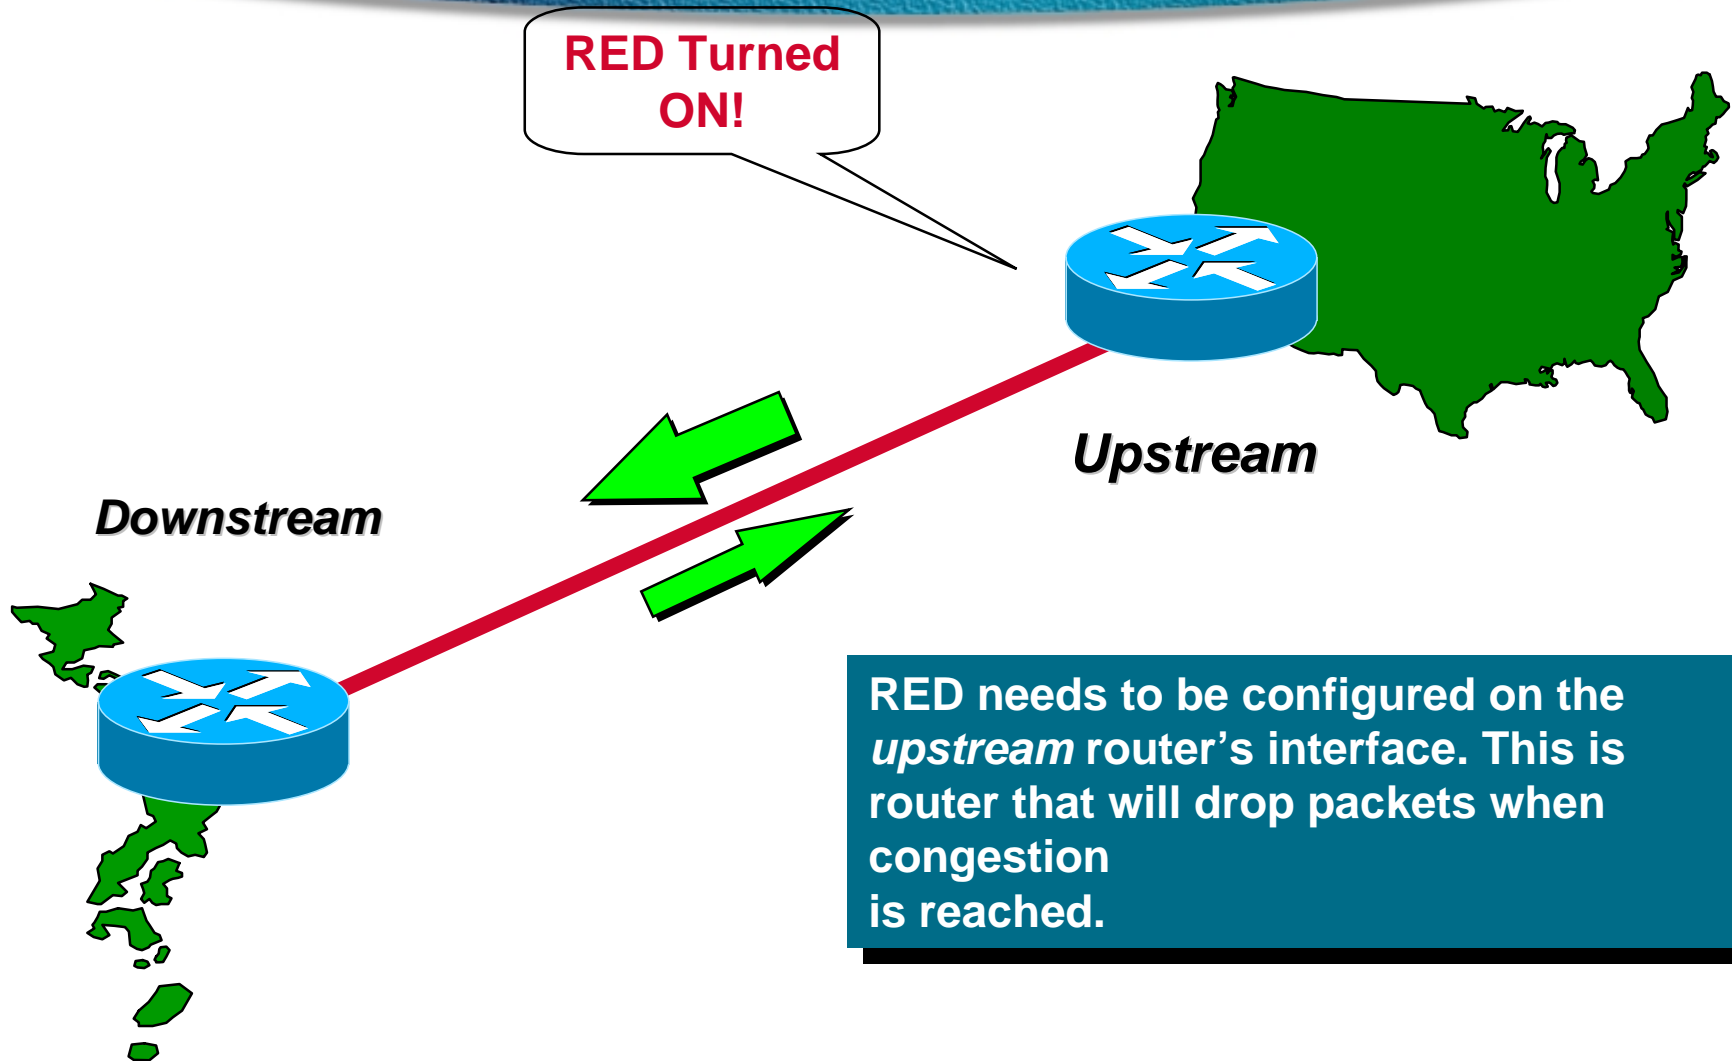 RED Turned
ON!
Upstream
Downstream
RED needs to be configured on the
upstream router’s interface. This is
router that will drop packets when
congestion
is reached.